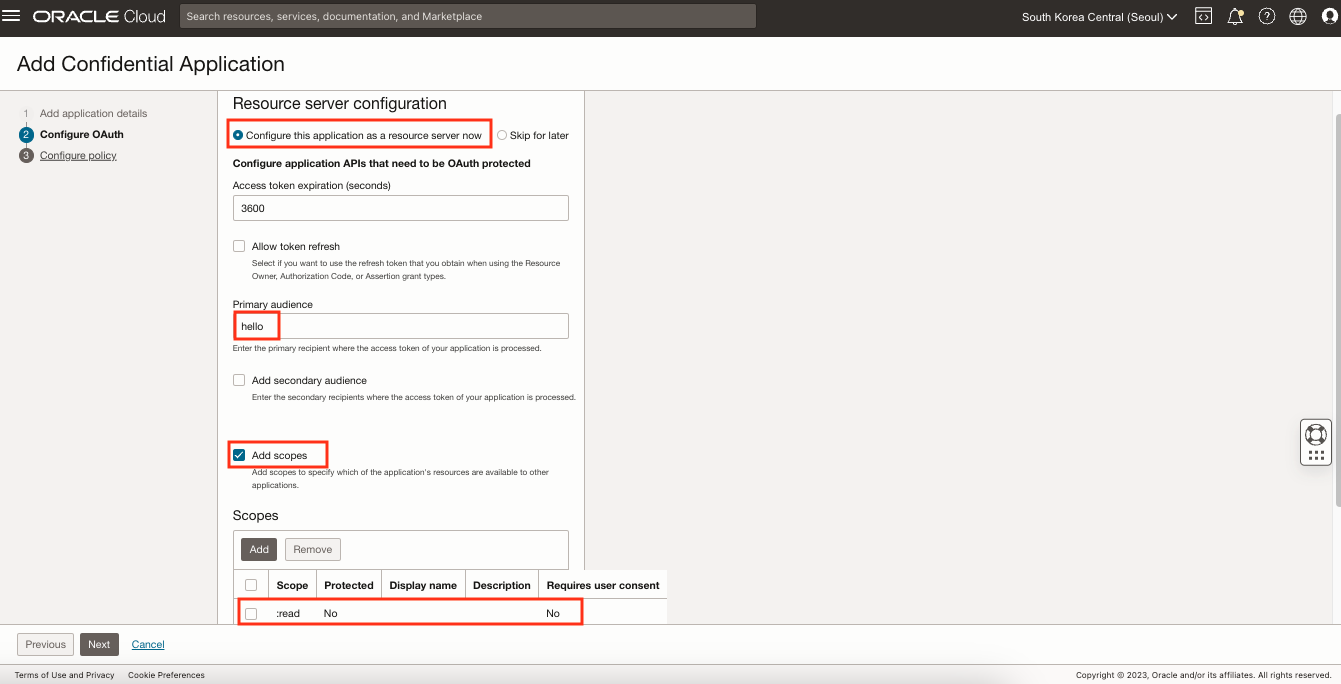 ORACLE Cloud
Search resources, services, documentation, and Marketplace
South Korea Central (Seoul)
Add Confidential Application
1 Add application details
2 Configure OAuth
3 Configure policy
Resource server configuration
Configure this application as a resource server now
Skip for later
Configure application APIs that need to be OAuth protected
Access token expiration (seconds)
3600
Allow token refresh
Select if you want to use the refresh token that you obtain when using the Resource
Owner, Authorization Code, or Assertion grant types.
Primary audience
hello
Enter the primary recipient where the access token of your application is processed.
Add secondary audience
Enter the secondary recipients where the access token of your application is processed.
Add scopes
Add scopes to specify which of the application's resources are available to other
applications.
Scopes
Add Remove
Scope Protected Display name Description Requires user consent
:read No No
Previous Next Cancel
Terms of Use and Privacy Cookie Preferences
Copyright © 2023, Oracle and/or its affiliates. All rights reserved.